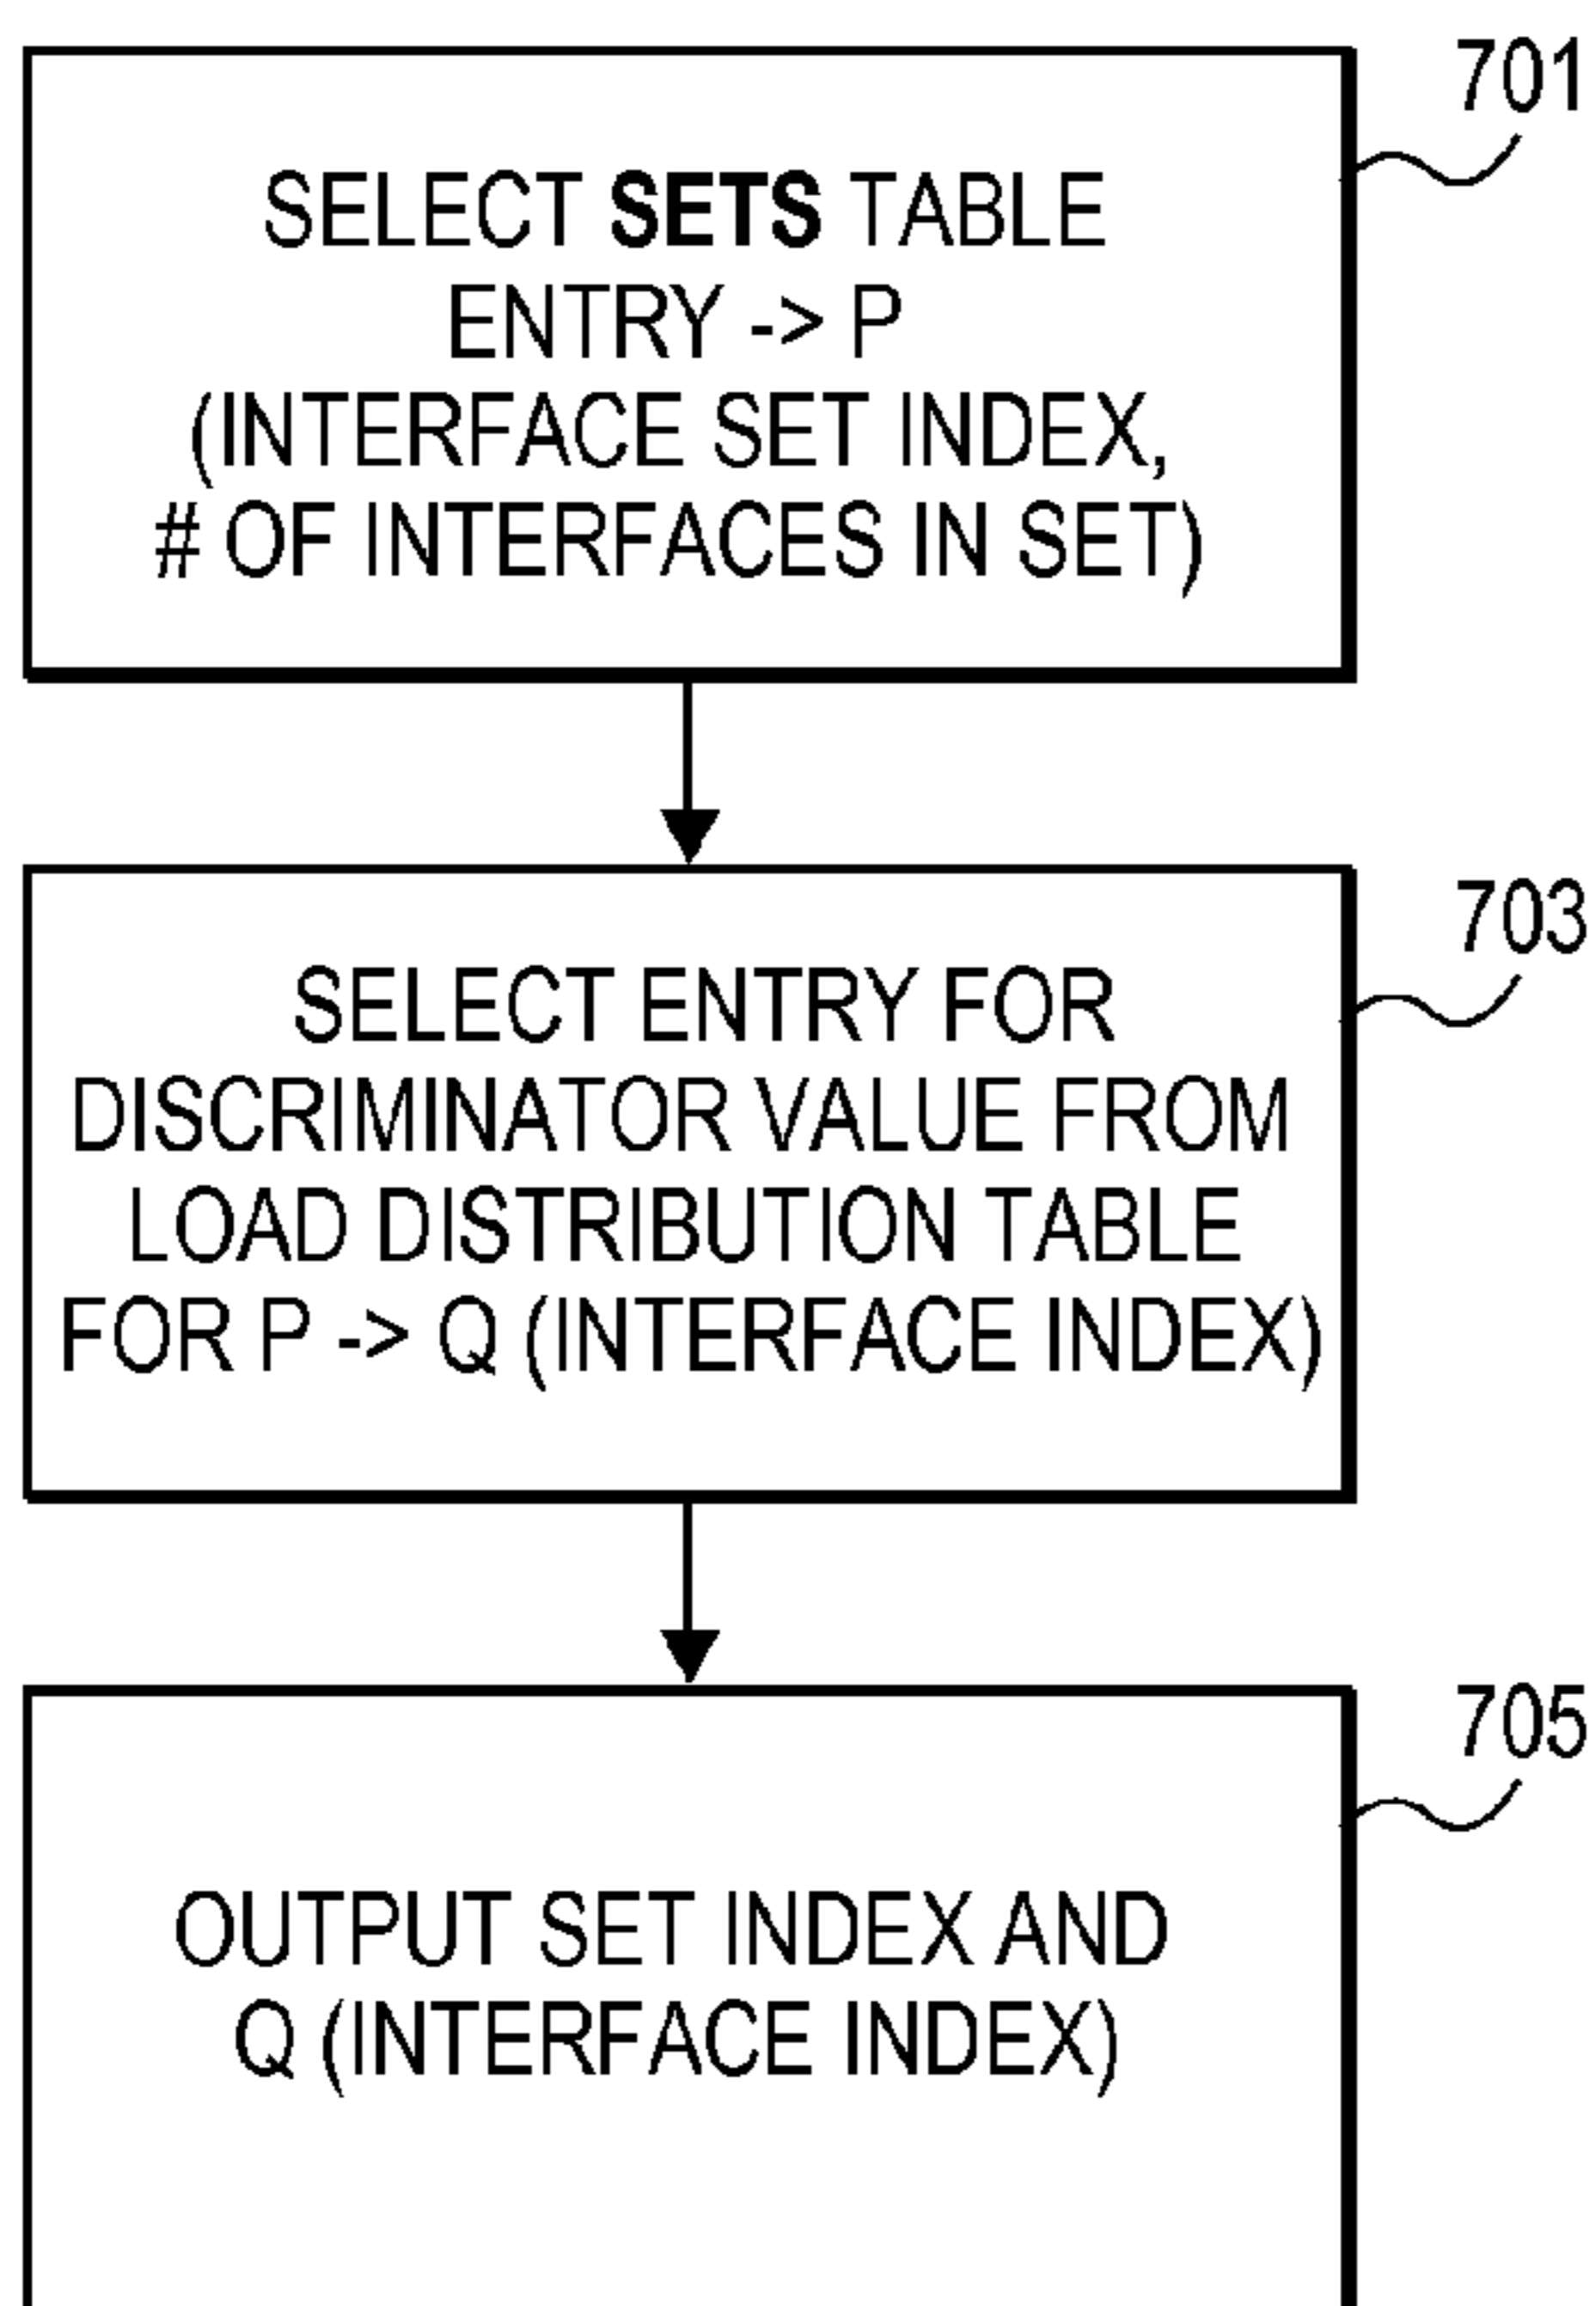 701
SELECT SETS TABLE
ENTRY -> P
(INTERFACE SET INDEX,
# OF INTERFACES IN SET)
703
SELECT ENTRY FOR
DISCRIMINATOR VALUE FROM
LOAD DISTRIBUTION TABLE
FOR P -> Q (INTERFACE INDEX)
705
OUTPUT SET INDEX AND
Q (INTERFACE INDEX)